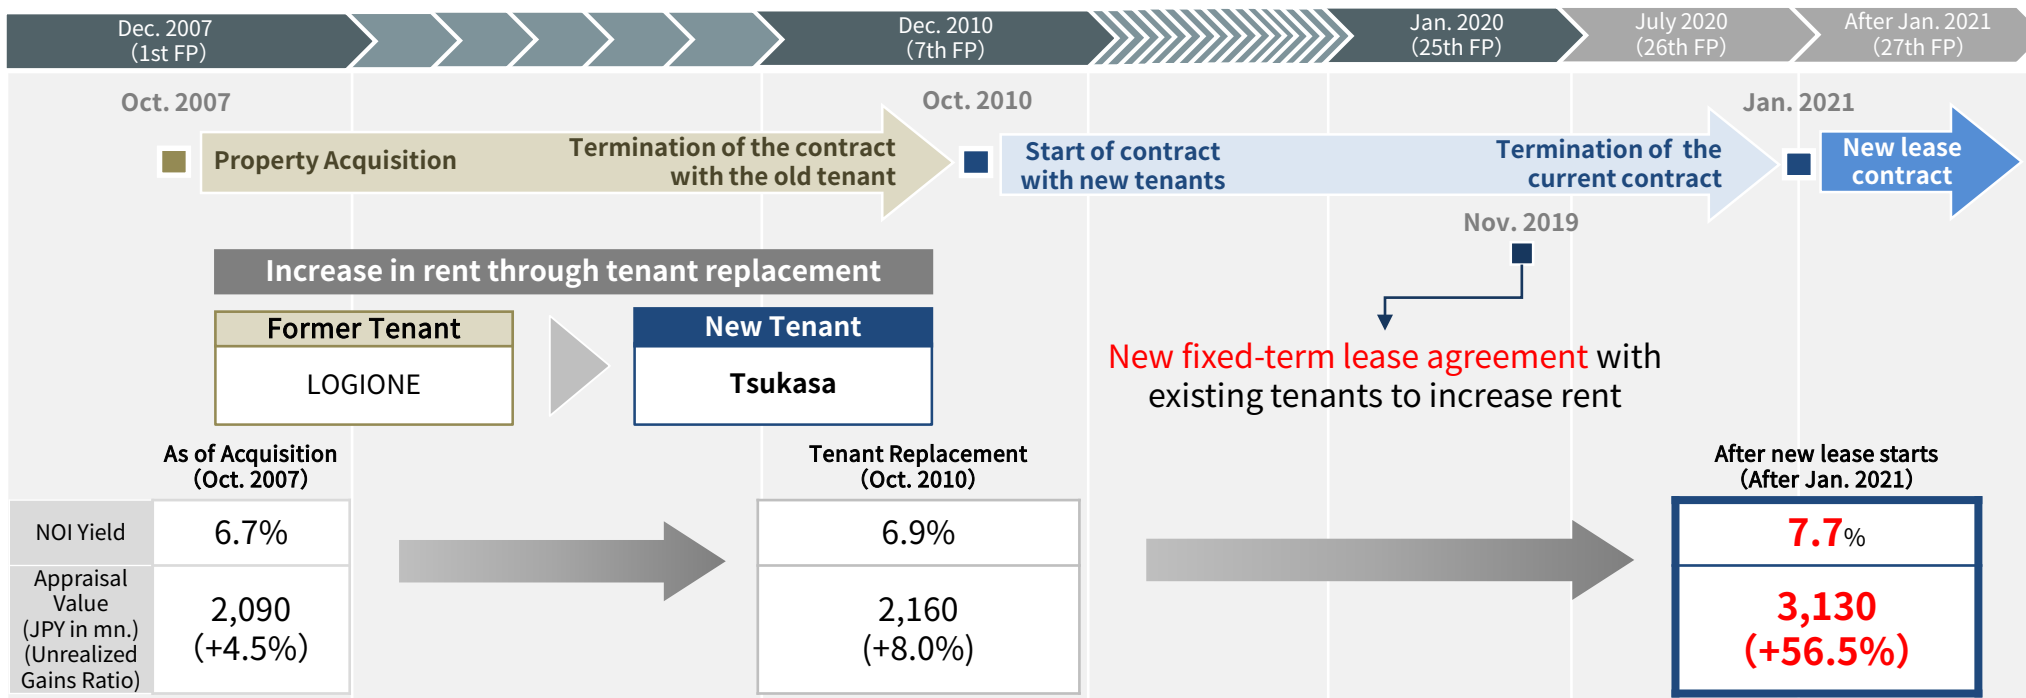 Dec. 2007
(1st FP)
Dec. 2010
(7th FP)
Jan. 2020
(25th FP)
July 2020
(26th FP)
After Jan. 2021
(27th FP)
Oct. 2007
Oct. 2010
Jan. 2021
Property Acquisition
Termination of the contract
with the old tenant
Start of contract
with new tenants
Termination of the
current contract
New lease
contract
Nov. 2019
Increase in rent through tenant replacement
Former Tenant
LOGIONE
New Tenant
Tsukasa
New fixed-term lease agreement with
existing tenants to increase rent
As of Acquisition
(Oct. 2007)
Tenant Replacement
(Oct. 2010)
After new lease starts
(After Jan. 2021)
NOI Yield
6.7%
6.9%
7.7%
Appraisal
Value
(JPY in mn.)
(Unrealized
Gains Ratio)
2,090
(+4.5%)
2,160
(+8.0%)
3,130
(+56.5%)